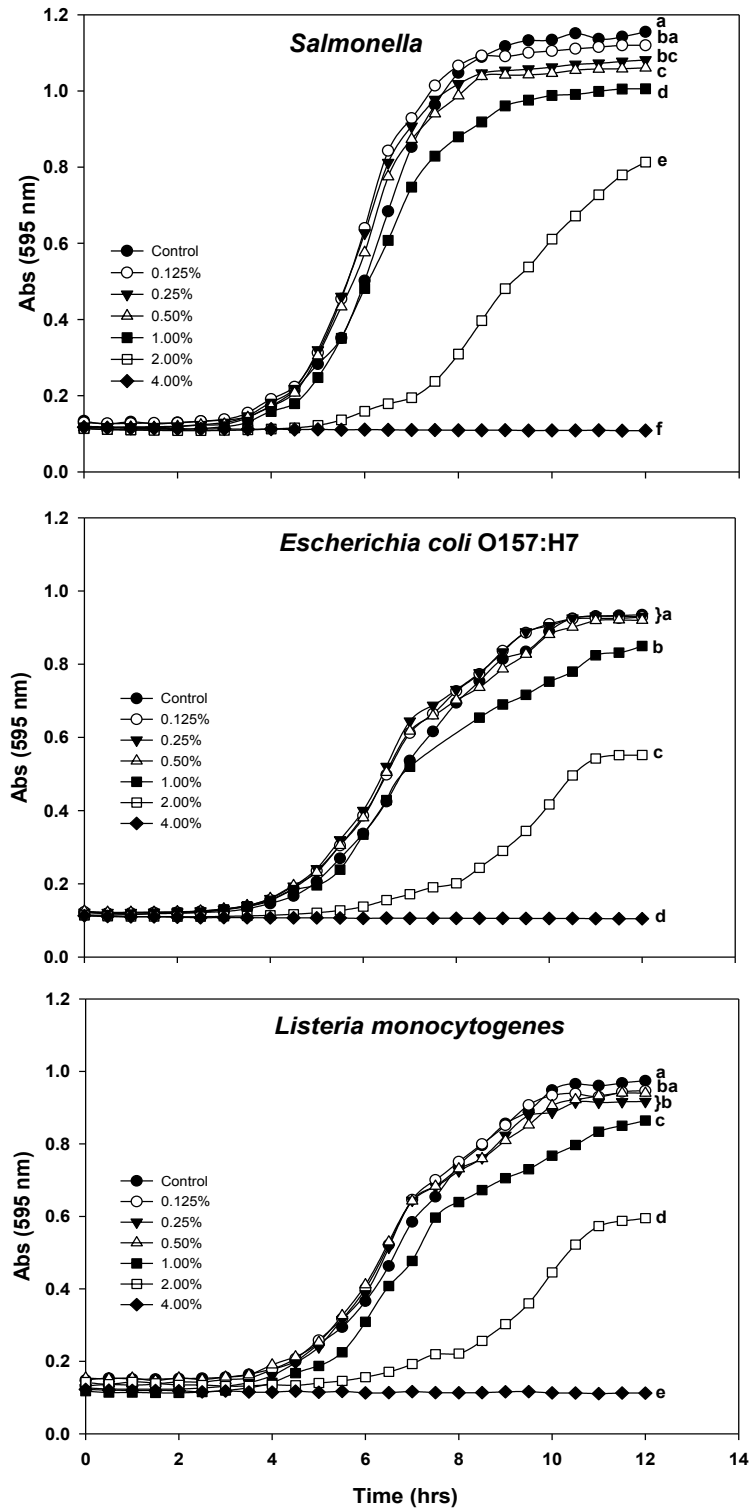 Salmonella
1.2
1.0
0.8
0.6
0.4
0.2
0.0
Abs (595 nm)
Control
0.125%
0.25%
0.50%
1.00%
2.00%
4.00%
a
ba
bc
c
d
e
f
Escherichia coli O157:H7
1.2
1.0
0.8
0.6
0.4
0.2
0.0
Abs (595 nm)
Control
0.125%
0.25%
0.50%
1.00%
2.00%
4.00%
}a
b
c
d
Listeria monocytogenes
1.2
1.0
0.8
0.6
0.4
0.2
0.0
Abs (595 nm)
Control
0.125%
0.25%
0.50%
1.00%
2.00%
4.00%
a
ba
}b
c
d
e
0 2 4 6 8 10 12 14
Time (hrs)